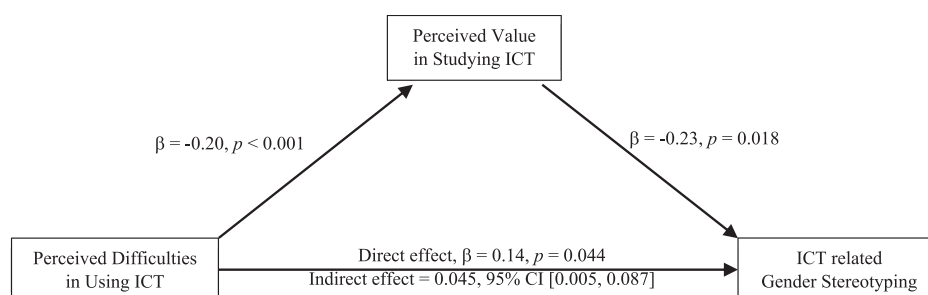 Perceived Value
in Studying ICT
β = -0.20, p < 0.001
β = -0.23, p = 0.018
Perceived Difficulties
in Using ICT
Direct effect, β = 0.14, p = 0.044
Indirect effect = 0.045, 95% CI [0.005, 0.087]
ICT related
Gender Stereotyping